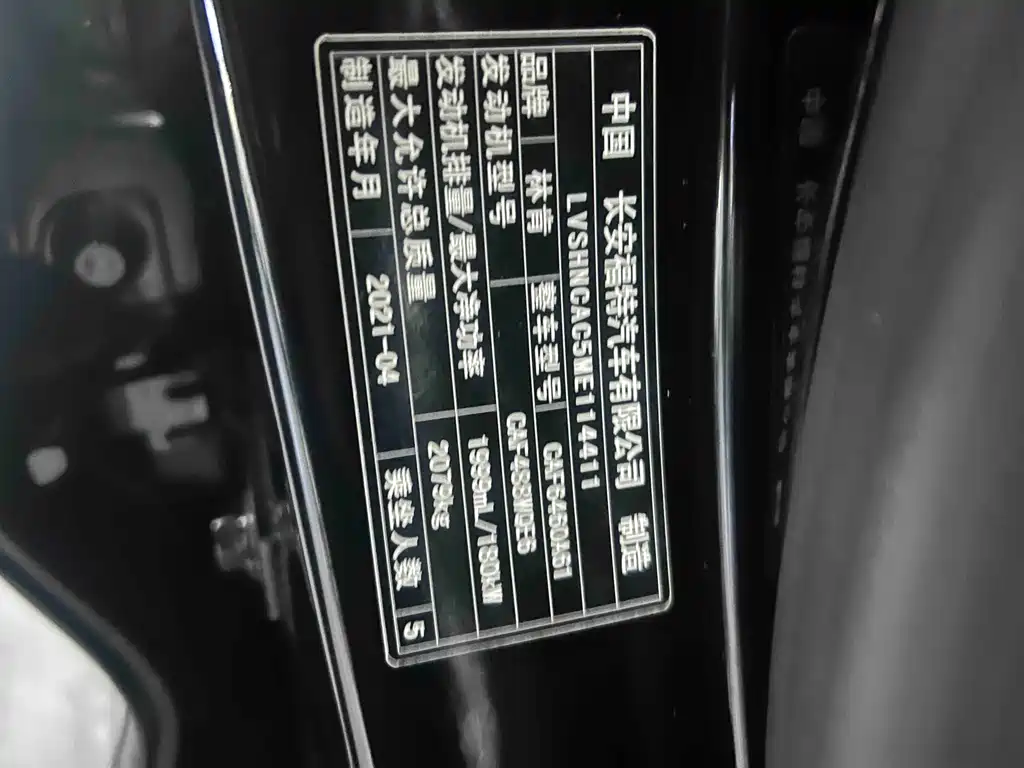 中国 长安福特汽车有限公司 制造
LVSHNCAC5ME114411
品牌 林肯 整车型号 CAF6450A61
发动机型号 CAF488WQE6
发动机排量/最大净功率 1999mL/180kW
最大允许总质量 2079kg
制造年月 2021-04 乘坐人数 5